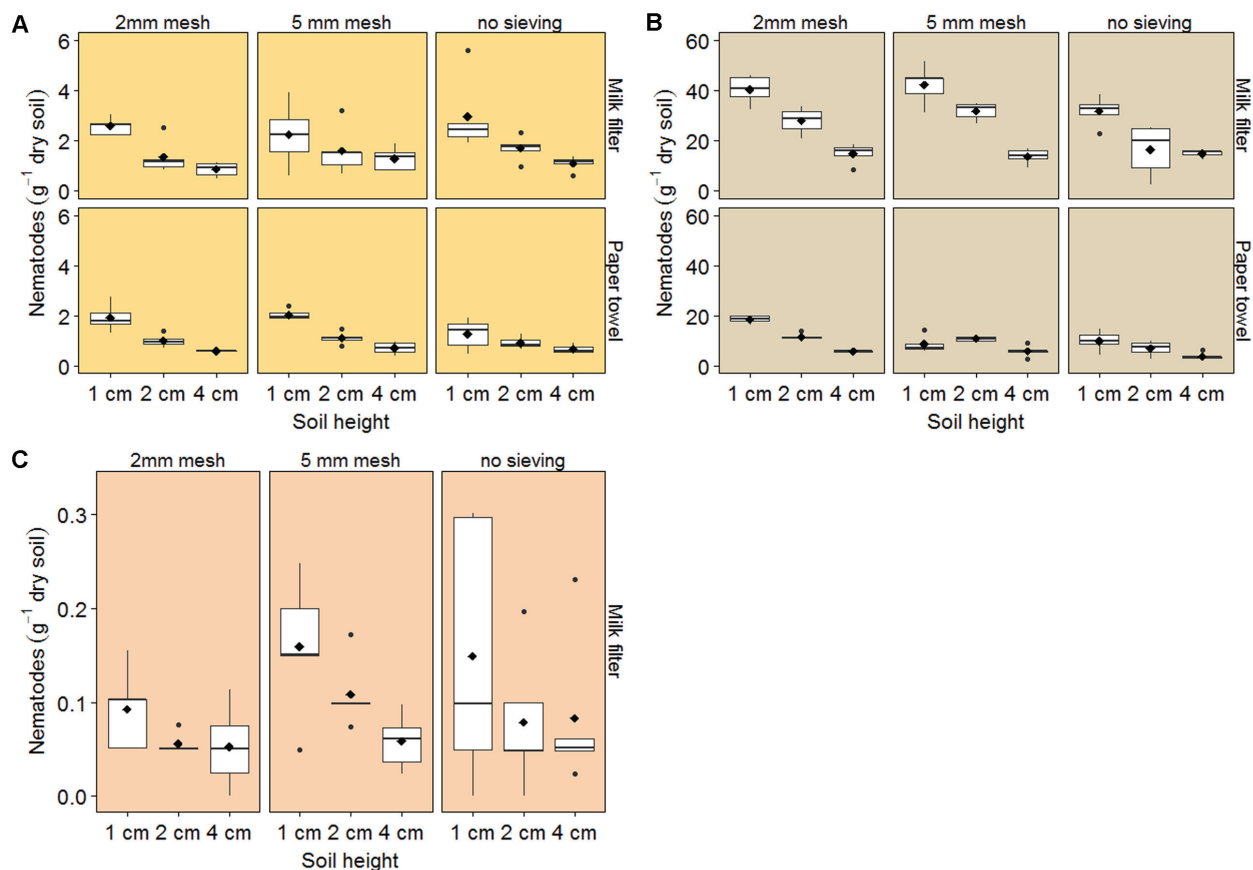 A
2mm mesh
5 mm mesh
no sieving
Nematodes (g⁻¹ dry soil)
6
4
2
0
Milk filter
6
4
2
0
Paper towel
1 cm 2 cm 4 cm
1 cm 2 cm 4 cm
1 cm 2 cm 4 cm
Soil height
B
2mm mesh
5 mm mesh
no sieving
Nematodes (g⁻¹ dry soil)
60
40
20
0
Milk filter
60
40
20
0
Paper towel
1 cm 2 cm 4 cm
1 cm 2 cm 4 cm
1 cm 2 cm 4 cm
Soil height
C
2mm mesh
5 mm mesh
no sieving
Nematodes (g⁻¹ dry soil)
0.3
0.2
0.1
0.0
Milk filter
1 cm 2 cm 4 cm
1 cm 2 cm 4 cm
1 cm 2 cm 4 cm
Soil height